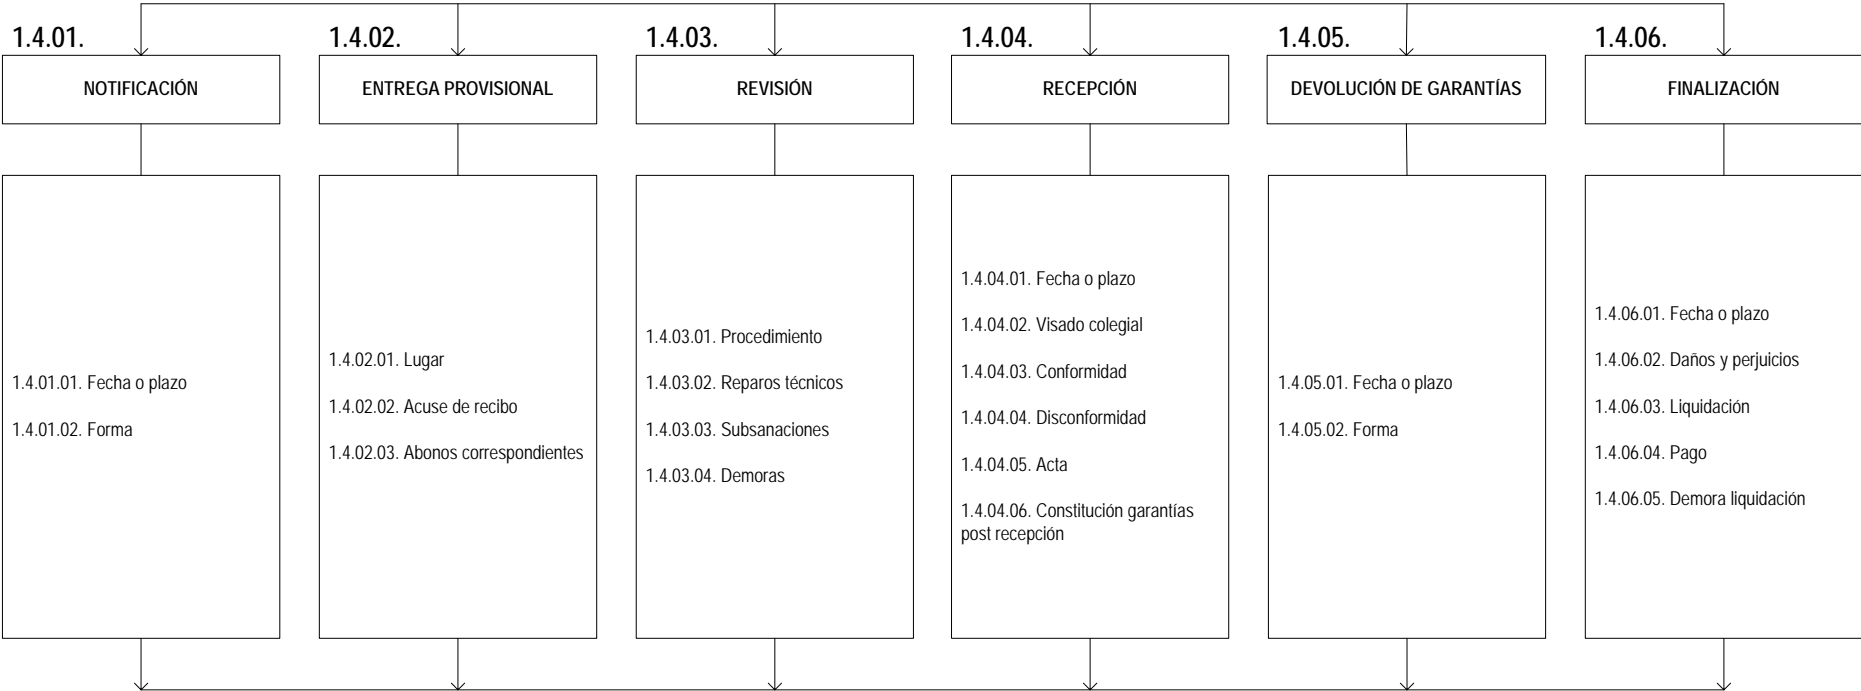 1.4.01.
NOTIFICACIÓN
1.4.01.01. Fecha o plazo
1.4.01.02. Forma
1.4.02.
ENTREGA PROVISIONAL
1.4.02.01. Lugar
1.4.02.02. Acuse de recibo
1.4.02.03. Abonos correspondientes
1.4.03.
REVISIÓN
1.4.03.01. Procedimiento
1.4.03.02. Reparos técnicos
1.4.03.03. Subsanaciones
1.4.03.04. Demoras
1.4.04.
RECEPCIÓN
1.4.04.01. Fecha o plazo
1.4.04.02. Visado colegial
1.4.04.03. Conformidad
1.4.04.04. Disconformidad
1.4.04.05. Acta
1.4.04.06. Constitución garantías
post recepción
1.4.05.
DEVOLUCIÓN DE GARANTÍAS
1.4.05.01. Fecha o plazo
1.4.05.02. Forma
1.4.06.
FINALIZACIÓN
1.4.06.01. Fecha o plazo
1.4.06.02. Daños y perjuicios
1.4.06.03. Liquidación
1.4.06.04. Pago
1.4.06.05. Demora liquidación